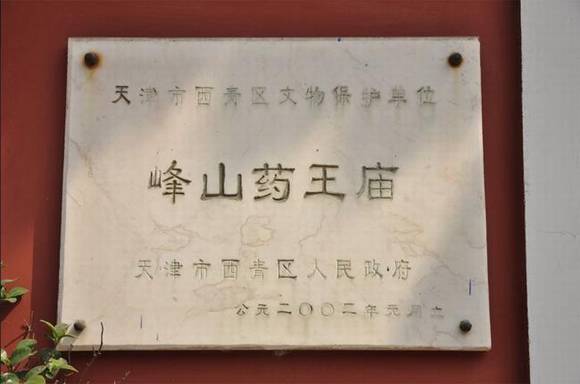 天津市西青区文物保护单位
峰山药王庙
天津市西青区人民政府
公元二〇〇二年元月立